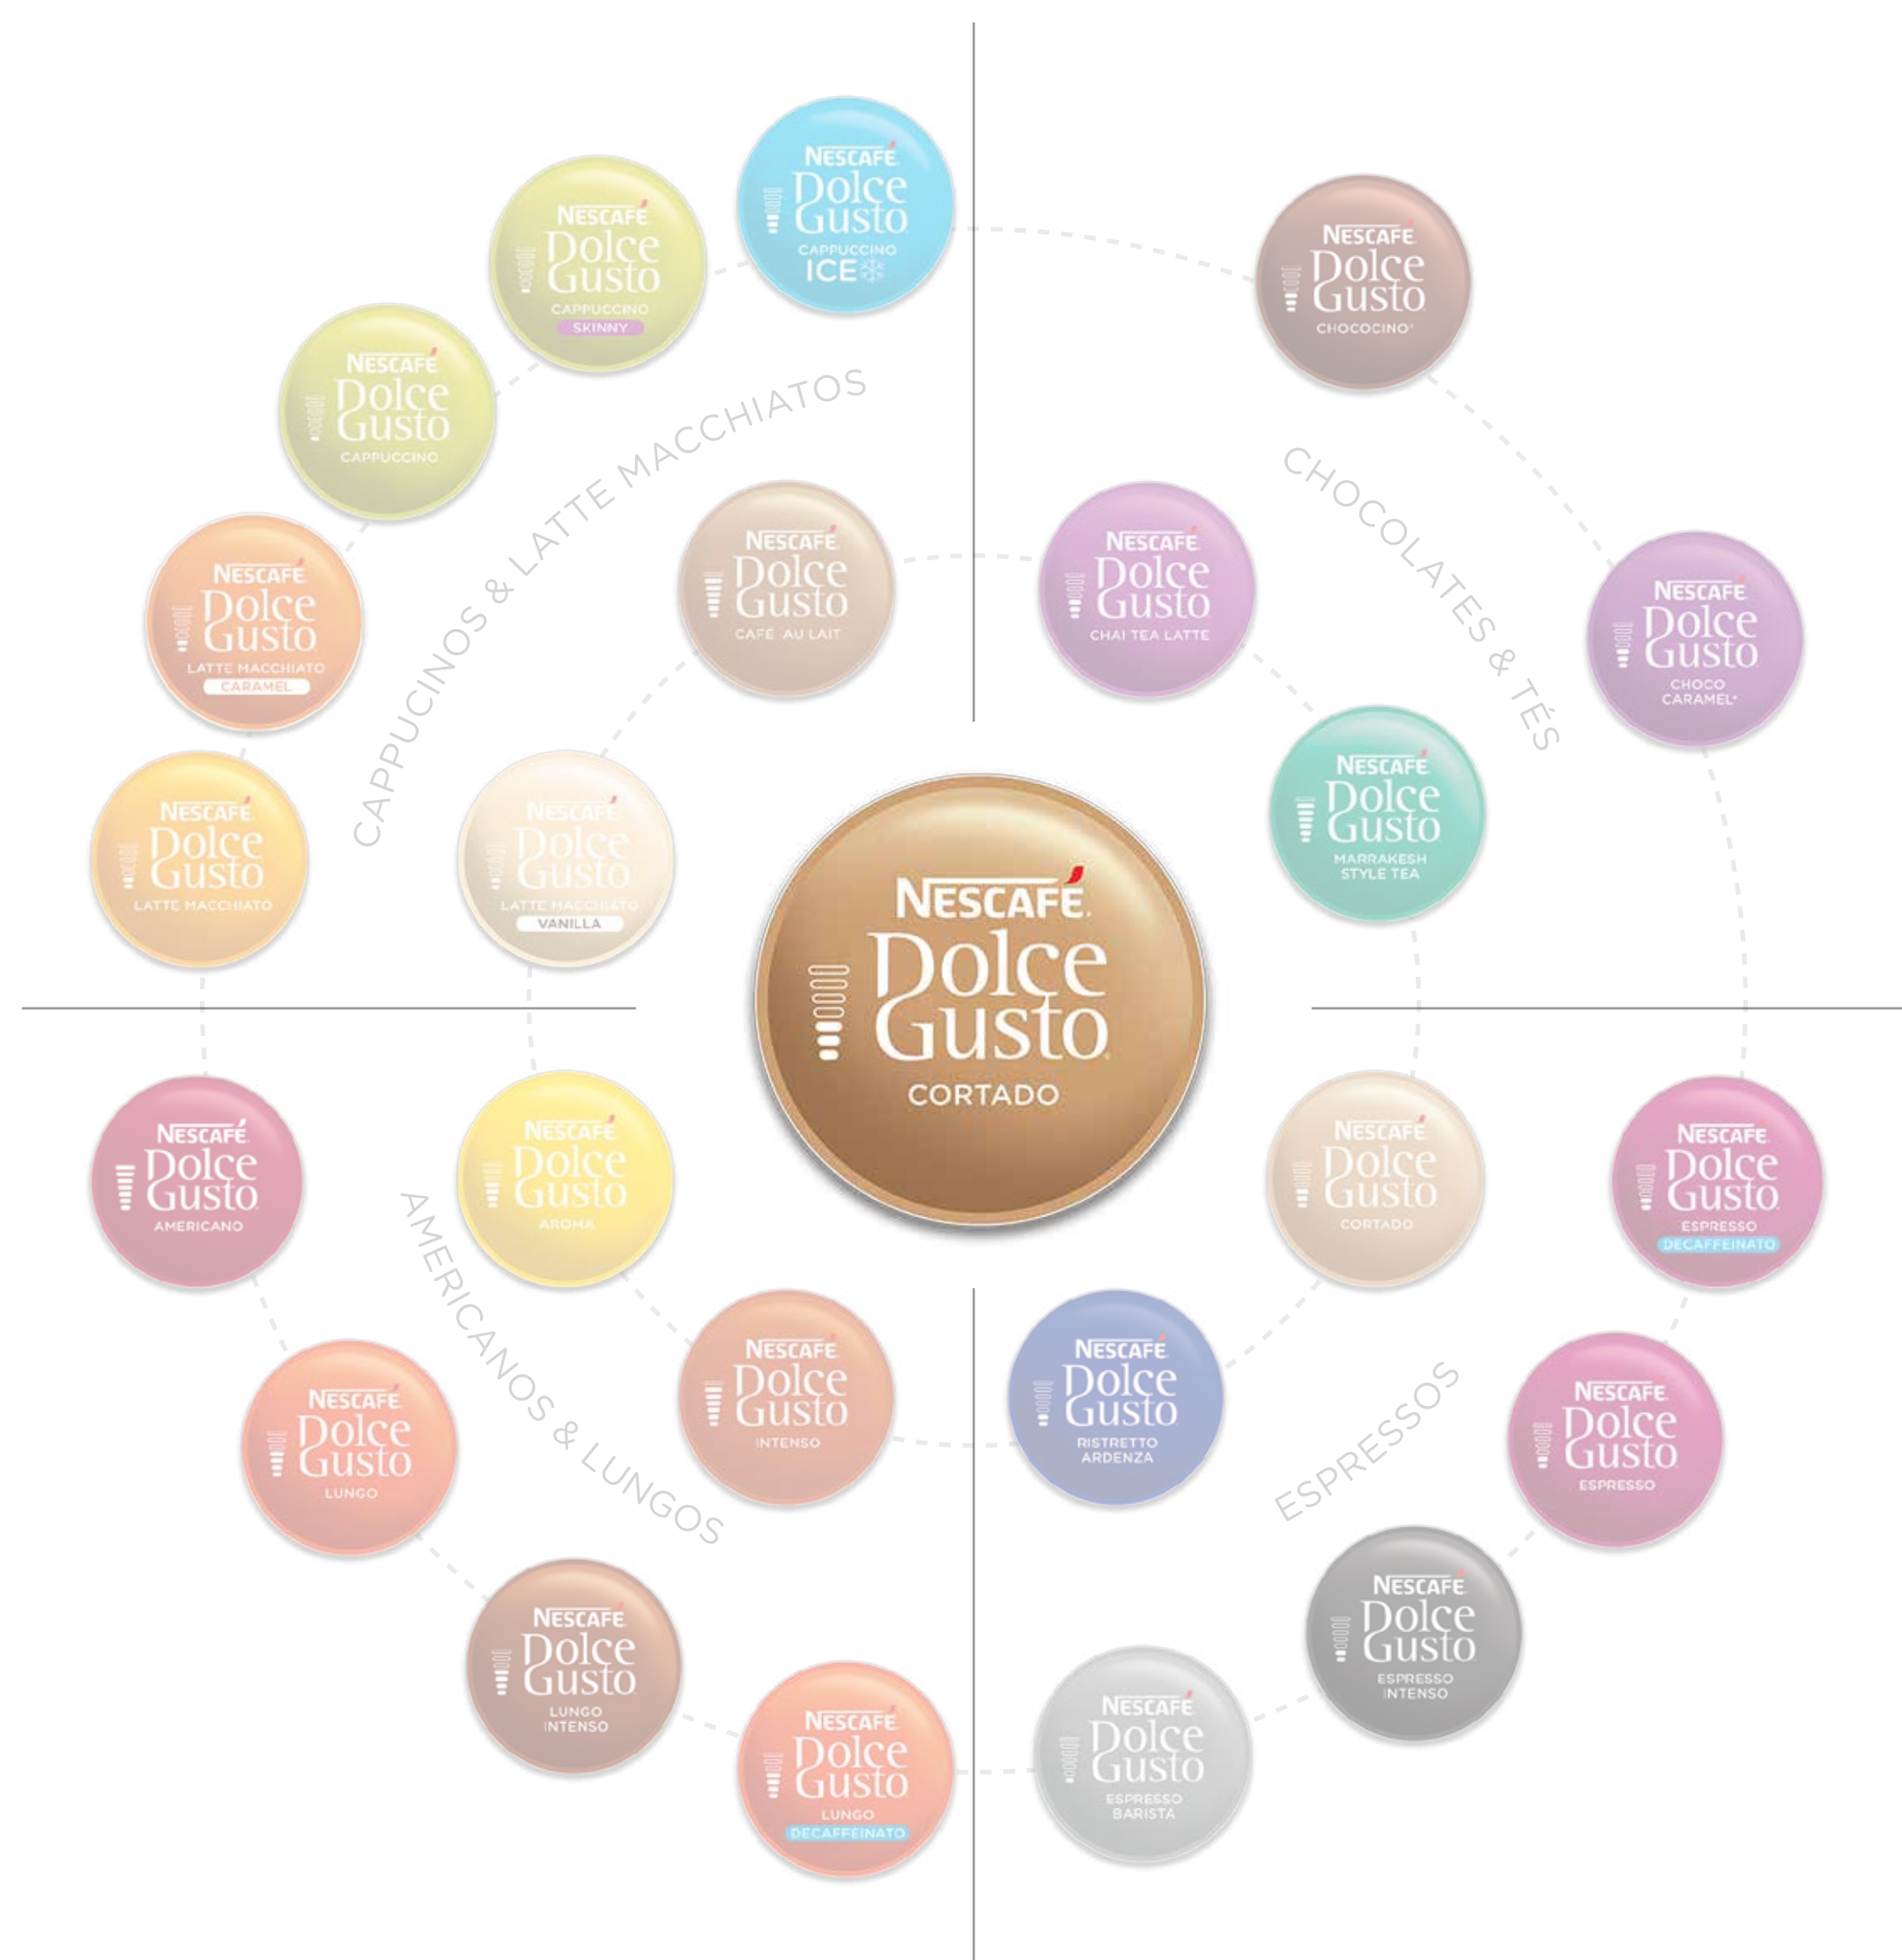 NESCAFÉ
Dolce
Gusto
CAPPUCCINO
ICE
NESCAFÉ
Dolce
Gusto
CAPPUCCINO
SKINNY
NESCAFÉ
Dolce
Gusto
CAPPUCCINO
NESCAFÉ
Dolce
Gusto
LATTE MACCHIATO
CARAMEL
NESCAFÉ
Dolce
Gusto
LATTE MACCHIATO
CAPPUCINOS & LATTE MACCHIATOS
NESCAFÉ
Dolce
Gusto
CAFÉ AU LAIT
NESCAFÉ
Dolce
Gusto
LATTE MACCHIATO
VANILLA
NESCAFÉ
Dolce
Gusto
CHOCOCINO*
NESCAFÉ
Dolce
Gusto
CHOCO
CARAMEL*
CHOCOLATES & TÉS
NESCAFÉ
Dolce
Gusto
CHAI TEA LATTE
NESCAFÉ
Dolce
Gusto
MARRAKESH
STYLE TEA
NESCAFÉ
Dolce
Gusto
CORTADO
NESCAFÉ
Dolce
Gusto
AMERICANO
NESCAFÉ
Dolce
Gusto
AROMA
NESCAFÉ
Dolce
Gusto
INTENSO
AMERICANOS & LUNGOS
NESCAFÉ
Dolce
Gusto
LUNGO
NESCAFÉ
Dolce
Gusto
LUNGO
INTENSO
NESCAFÉ
Dolce
Gusto
LUNGO
DECAFFEINATO
NESCAFÉ
Dolce
Gusto
CORTADO
NESCAFÉ
Dolce
Gusto
ESPRESSO
DECAFFEINATO
NESCAFÉ
Dolce
Gusto
RISTRETTO
ARDENZA
ESPRESSOS
NESCAFÉ
Dolce
Gusto
ESPRESSO
NESCAFÉ
Dolce
Gusto
ESPRESSO
INTENSO
NESCAFÉ
Dolce
Gusto
ESPRESSO
BARISTA